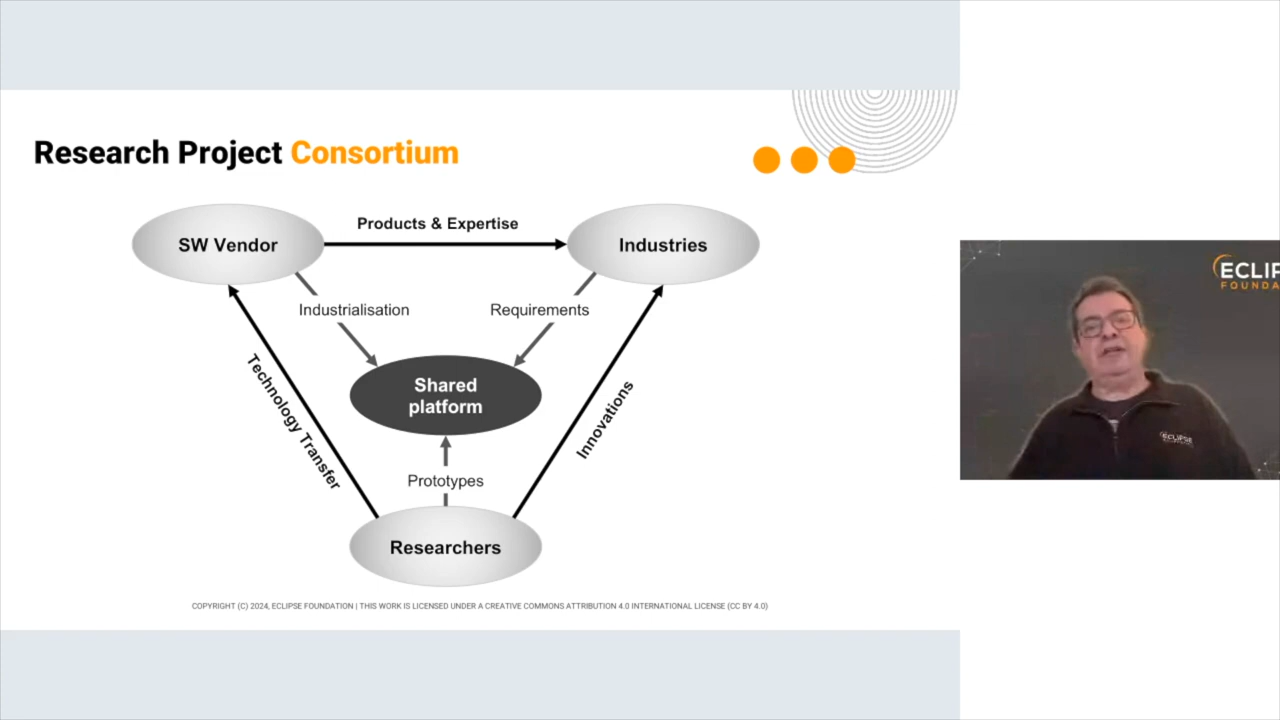 Research Project Consortium
Products & Expertise
SW Vendor
Industries
Industrialisation
Requirements
Shared
platform
Technology Transfer
Innovations
Prototypes
Researchers
COPYRIGHT (C) 2024, ECLIPSE FOUNDATION | THIS WORK IS LICENSED UNDER A CREATIVE COMMONS ATTRIBUTION 4.0 INTERNATIONAL LICENSE (CC BY 4.0)
ECLIP
FOUNDA
ECLIPSE